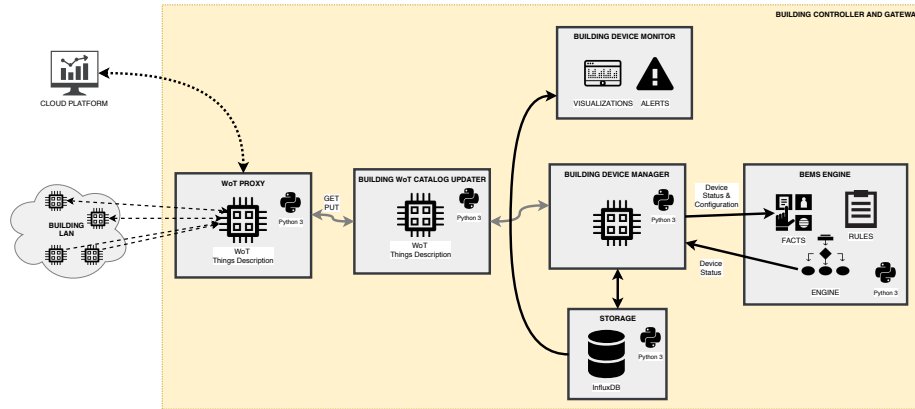 BUILDING CONTROLLER AND GATEWA
BUILDING DEVICE MONITOR
VISUALIZATIONS
ALERTS
CLOUD PLATFORM
WoT PROXY
Python 3
WoT
Things Description
BUILDING
LAN
GET
PUT
BUILDING WoT CATALOG UPDATER
Python 3
WoT
Things Description
BUILDING DEVICE MANAGER
Python 3
Device
Status &
Configuration
Device
Status
BEMS ENGINE
FACTS
RULES
ENGINE
Python 3
STORAGE
Python 3
InfluxDB